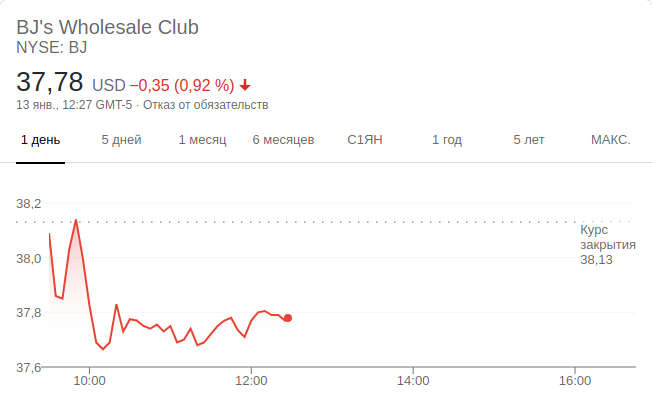 BJ's Wholesale Club
NYSE: BJ
37,78 USD −0,35 (0,92 %)
13 янв., 12:27 GMT-5 · Отказ от обязательств
1 день 5 дней 1 месяц 6 месяцев С1ЯН 1 год 5 лет МАКС.
38,2
Курс
закрытия
38,13
38,0
37,8
37,6
10:00 12:00 14:00 16:00